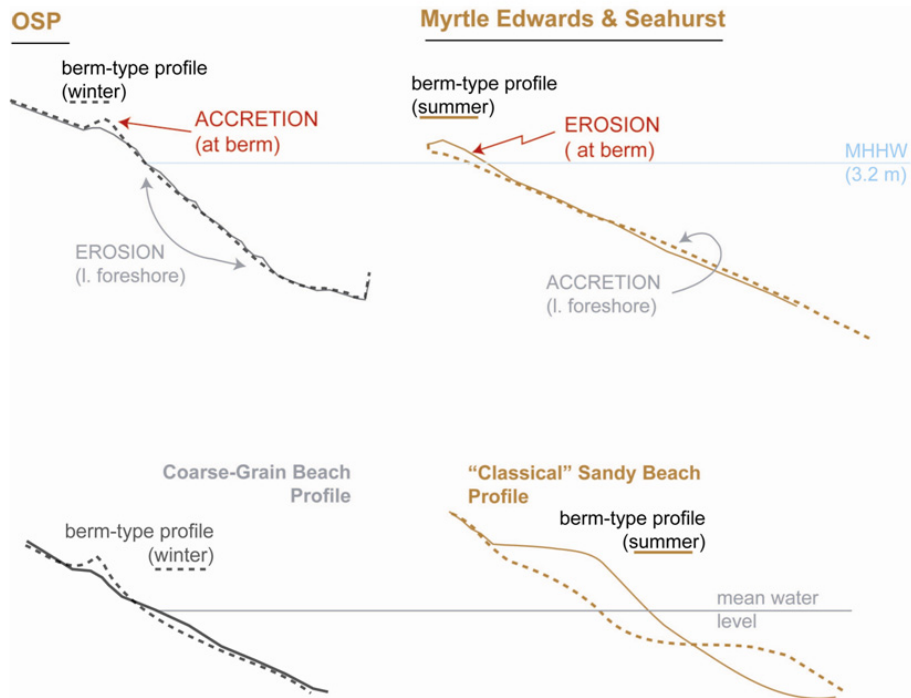 OSP
berm-type profile
(winter)
ACCRETION
(at berm)
EROSION
(l. foreshore)
Myrtle Edwards & Seahurst
berm-type profile
(summer)
EROSION
( at berm)
MHHW
(3.2 m)
ACCRETION
(l. foreshore)
Coarse-Grain Beach
Profile
berm-type profile
(winter)
“Classical” Sandy Beach
Profile
berm-type profile
(summer)
mean water
level